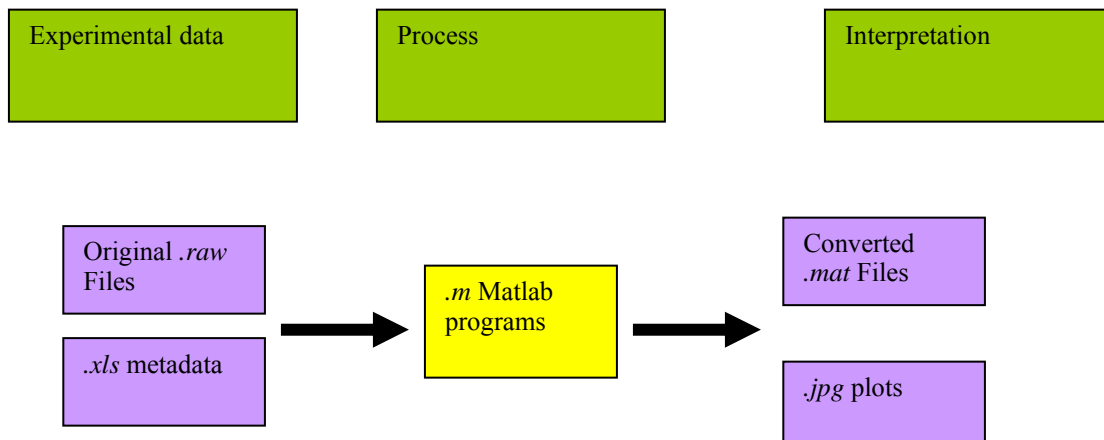 Experimental data
Process
Interpretation
Original .raw
Files
.xls metadata
.m Matlab
programs
Converted
.mat Files
.jpg plots